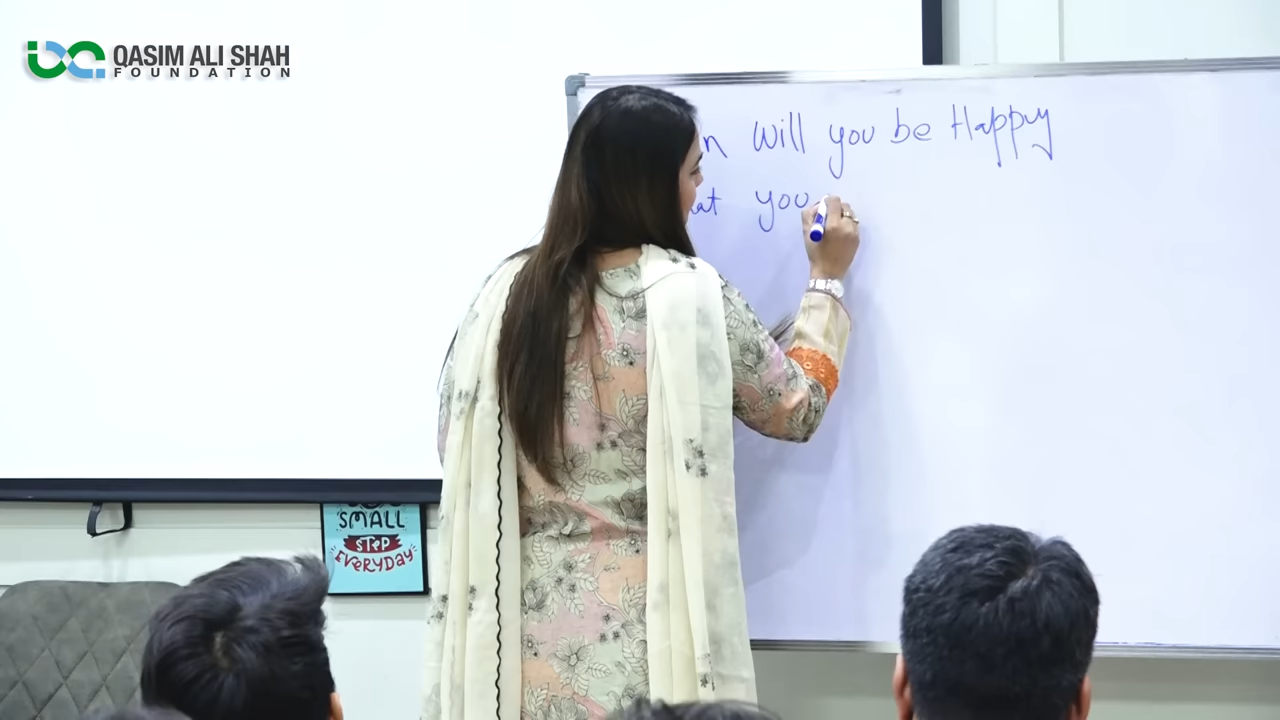 QASIM ALI SHAH
FOUNDATION
will you be Happy
you
SMALL
STEP
EVERYDAY